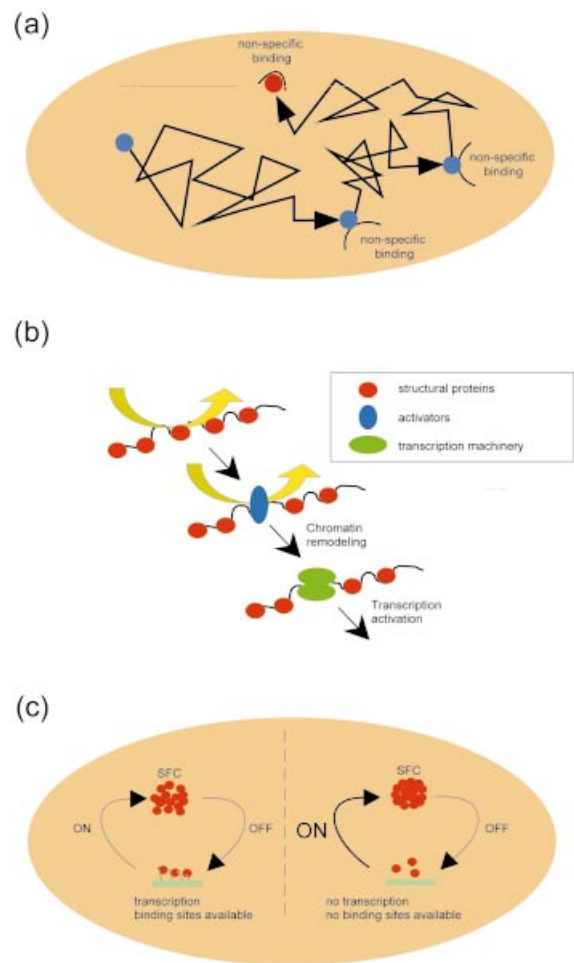 (a)
non-specific
binding
non-specific
binding
non-specific
binding
(b)
structural proteins
activators
transcription machinery
Chromatin
remodeling
Transcription
activation
(c)
SFC
SFC
ON
OFF
ON
OFF
transcription
binding sites available
no transcription
no binding sites available